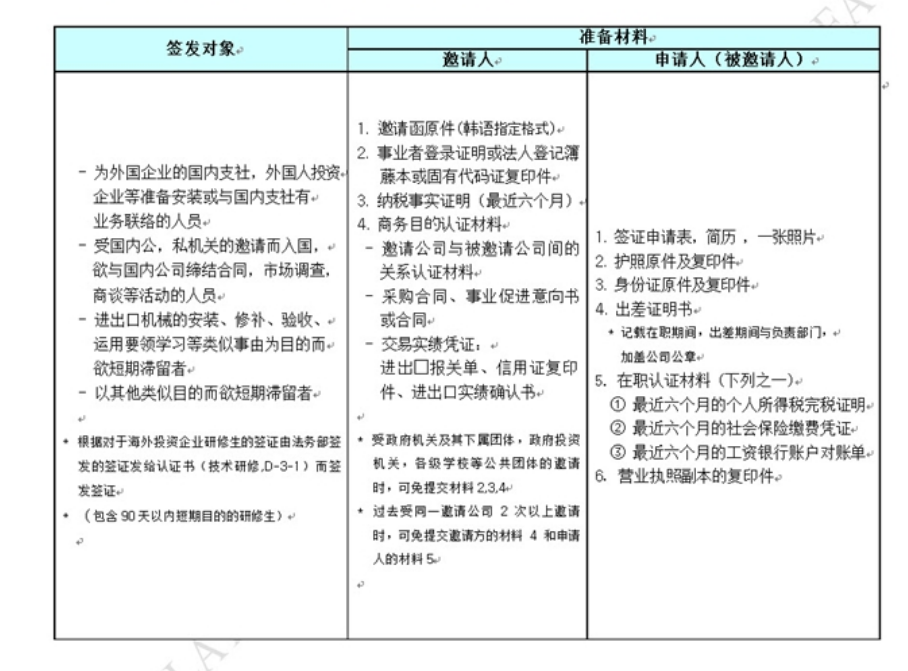 签发对象
准备材料
邀请人
申请人（被邀请人）
- 为外国企业的国内支社，外国人投资
企业等准备安装或与国内支社有
业务联络的人员
- 受国内公，私机关的邀请而入国，
欲与国内公司缔结合同，市场调查，
商谈等活动的人员
- 进出口机械的安装、修补、验收、
运用要领学习等类似事由为目的而
欲短期滞留者
- 以其他类似目的而欲短期滞留者
* 根据对于海外投资企业研修生的签证由法务部签
发的签证发给认证书（技术研修,D-3-1）而签
发签证
* （包含 90 天以内短期目的的研修生）
1. 邀请函原件(韩语指定格式)
2. 事业者登录证明或法人登记簿
藤本或固有代码证复印件
3. 纳税事实证明（最近六个月）
4. 商务目的认证材料
- 邀请公司与被邀请公司间的
关系认证材料
- 采购合同、事业促进意向书
或合同
- 交易实绩凭证：
进出□报关单、信用证复印
件、进出口实绩确认书
* 受政府机关及其下属团体，政府投资
机关，各级学校等公共团体的邀请
时，可免提交材料2,3,4
* 过去受同一邀请公司 2 次以上邀请
时，可免提交邀请方的材料 4 和申请
人的材料 5
1. 签证申请表，简历 ，一张照片
2. 护照原件及复印件
3. 身份证原件及复印件
4. 出差证明书
* 记载在职期间，出差期间与负责部门，
加盖公司公章
5. 在职认证材料（下列之一）
① 最近六个月的个人所得税完税证明
② 最近六个月的社会保险缴费凭证
③ 最近六个月的工资银行账户对账单
6. 营业执照副本的复印件